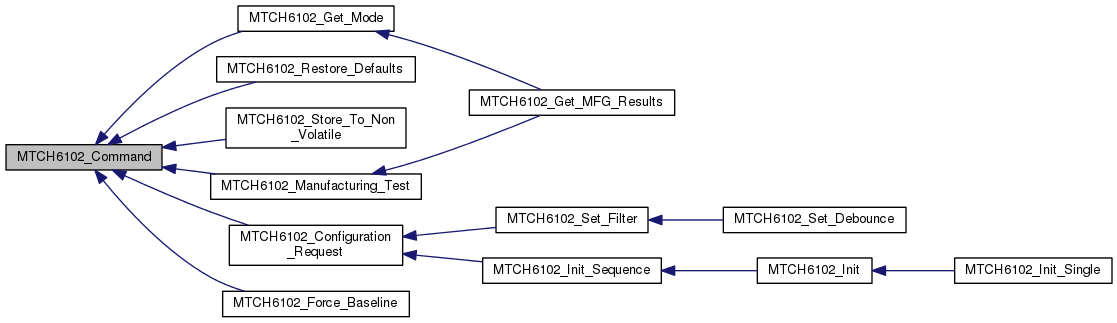 MTCH6102_Get_Mode
MTCH6102_Restore_Defaults
MTCH6102_Get_MFG_Results
MTCH6102_Store_To_Non
_Volatile
MTCH6102_Command
MTCH6102_Manufacturing_Test
MTCH6102_Set_Filter
MTCH6102_Set_Debounce
MTCH6102_Configuration
_Request
MTCH6102_Init_Sequence
MTCH6102_Init
MTCH6102_Init_Single
MTCH6102_Force_Baseline